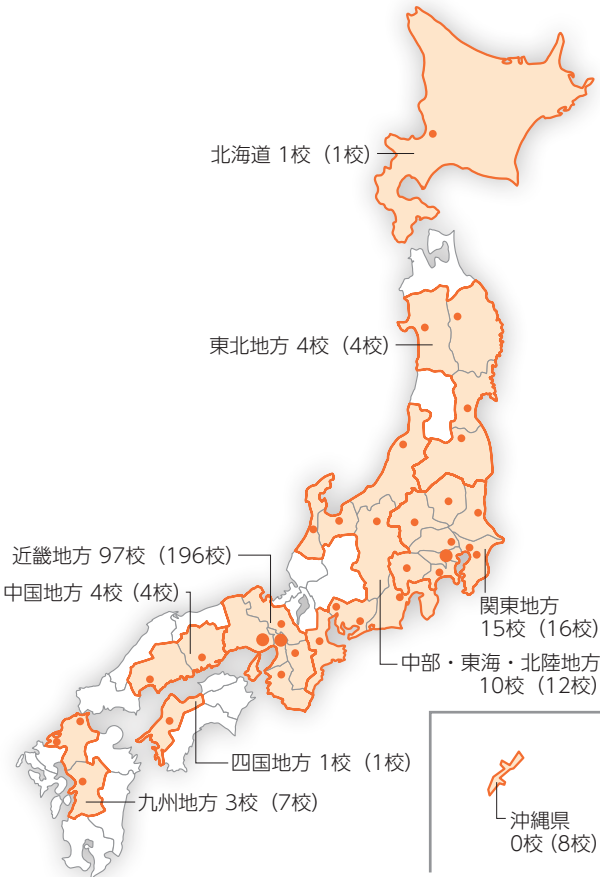 北海道 1校（1校）
東北地方 4校（4校）
近畿地方 97校（196校）
中国地方 4校（4校）
関東地方
15校（16校）
中部・東海・北陸地方
10校（12校）
四国地方 1校（1校）
九州地方 3校（7校）
沖縄県
0校（8校）